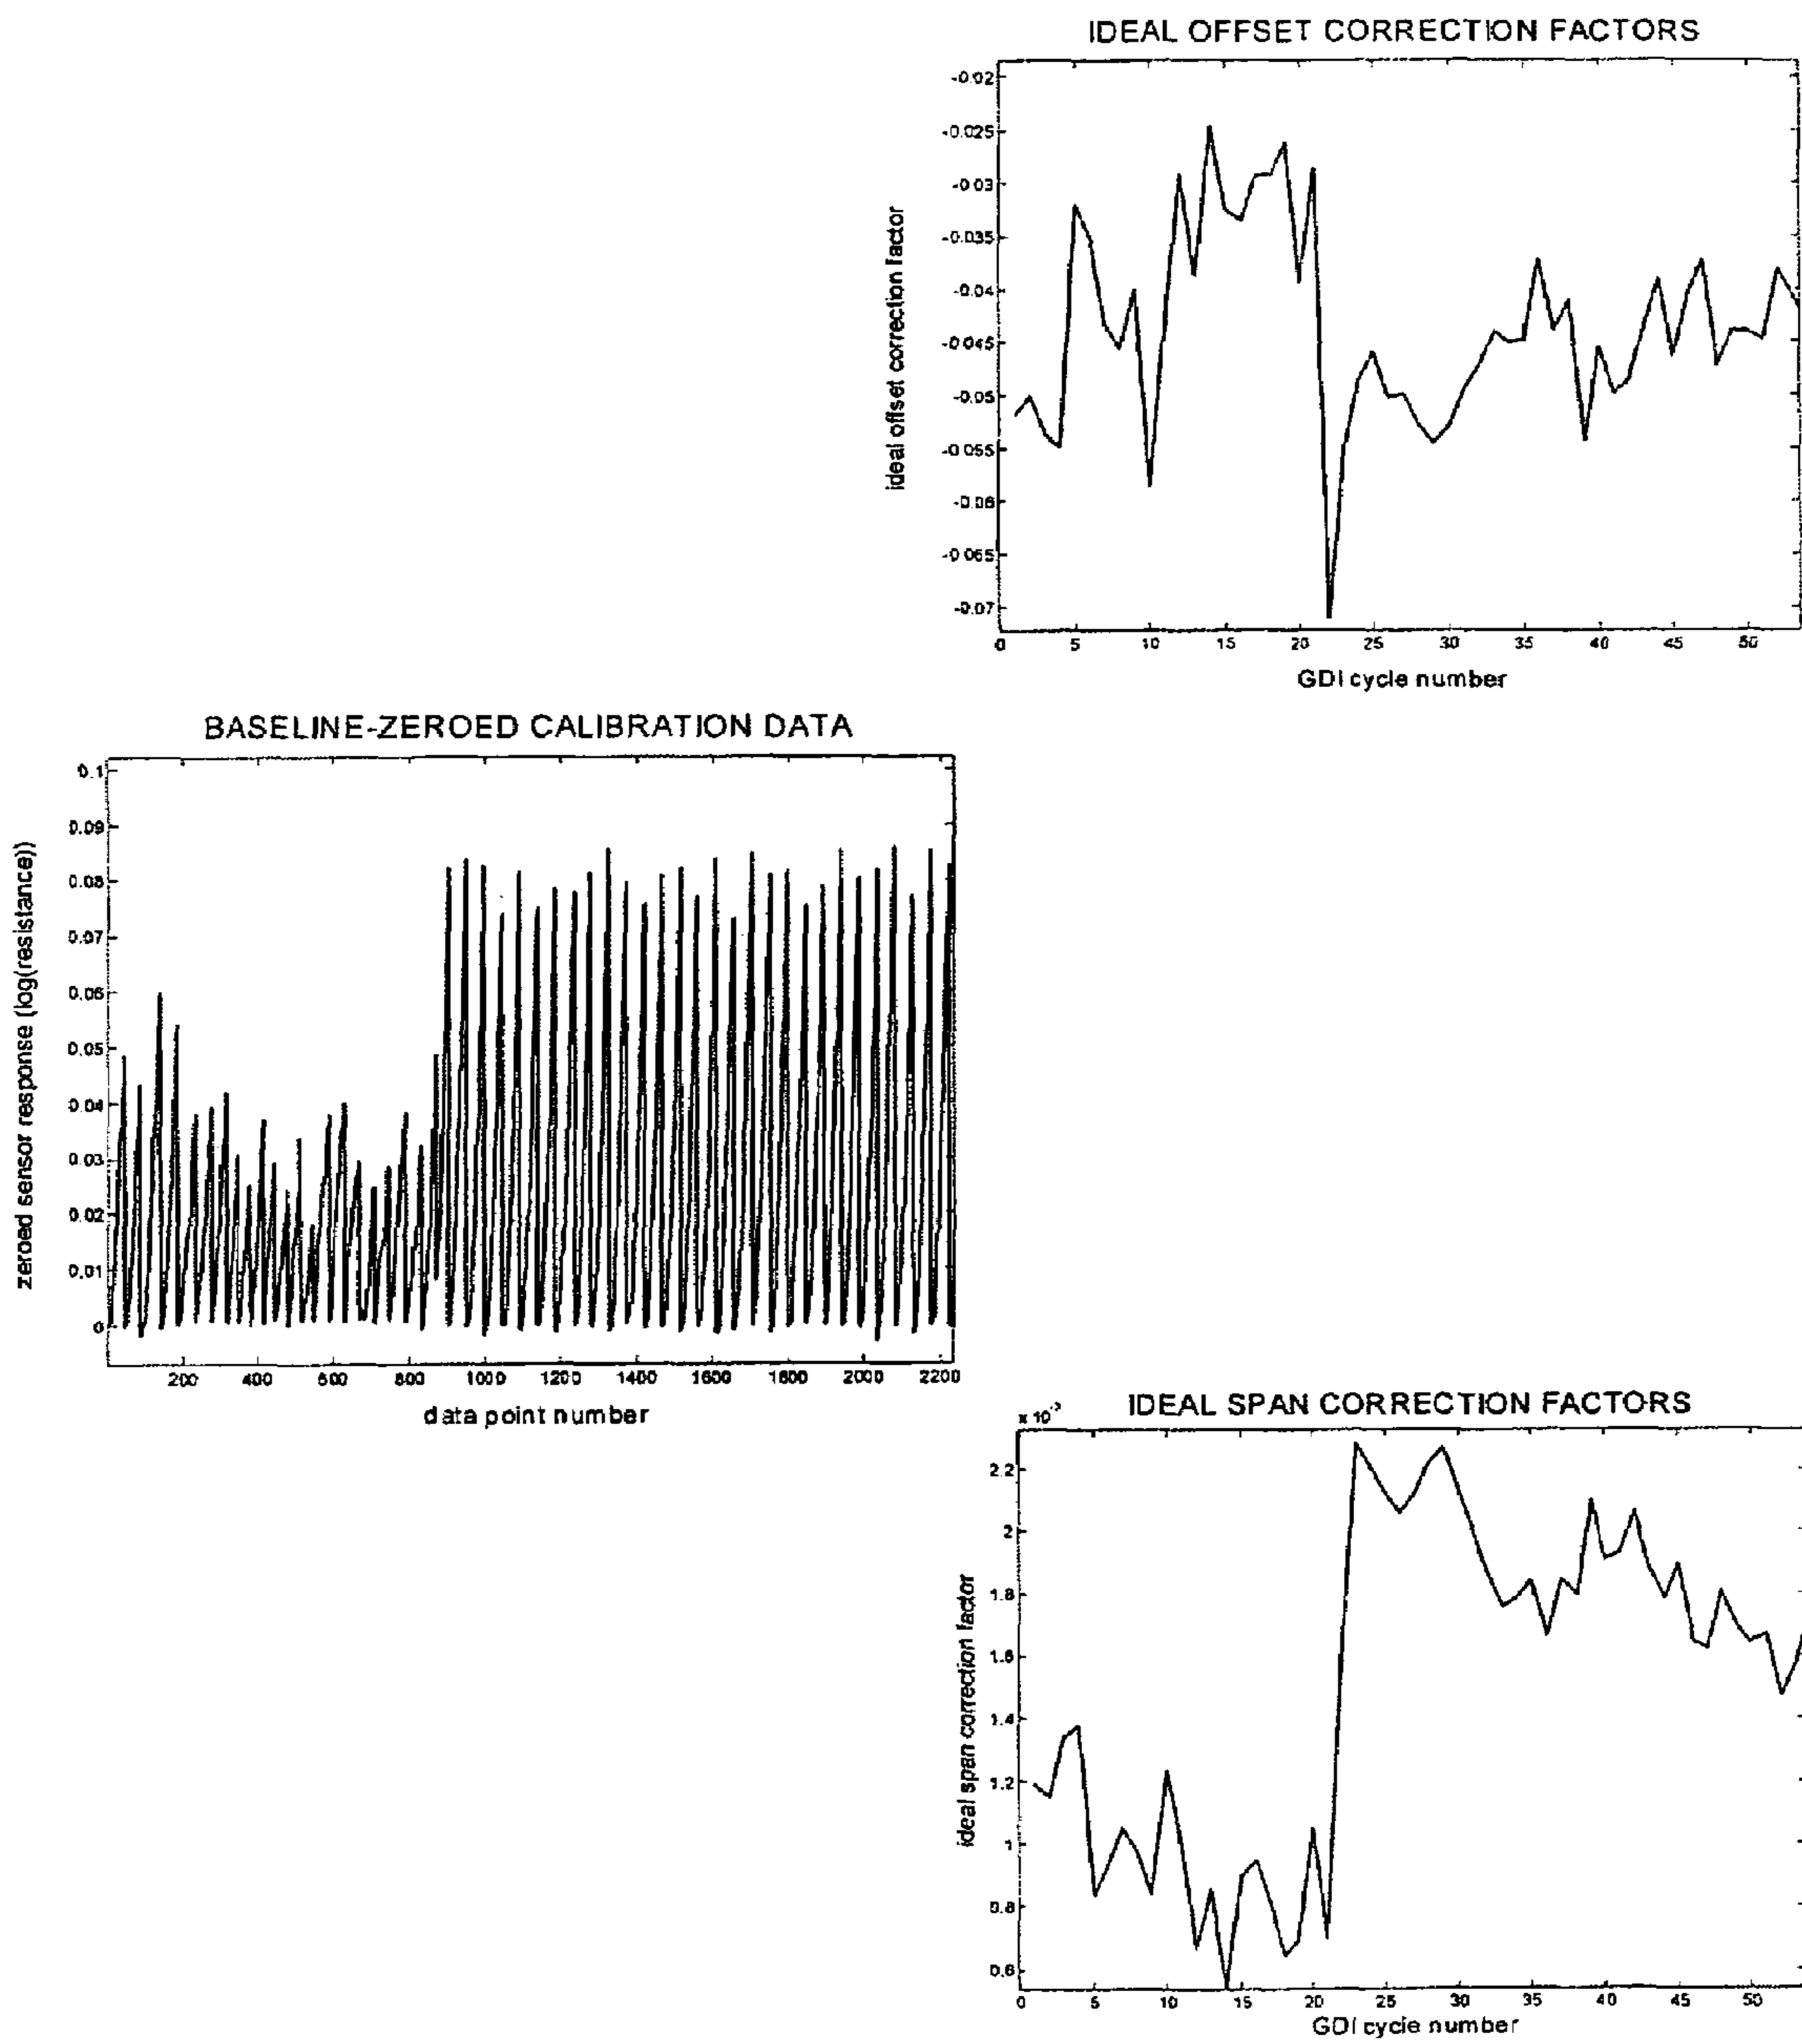 IDEAL OFFSET CORRECTION FACTORS
-0.02
-0.025
-0.03
-0.035
-0.04
-0.045
-0.05
-0.055
-0.06
-0.065
-0.07
ideal offset correction factor
0 5 10 15 20 25 30 35 40 45 50
GDI cycle number
BASELINE-ZEROED CALIBRATION DATA
0.1
0.09
0.08
0.07
0.06
0.05
0.04
0.03
0.02
0.01
0
zeroed sensor response (log(resistance))
200 400 600 800 1000 1200 1400 1600 1800 2000 2200
data point number
IDEAL SPAN CORRECTION FACTORS
x 10⁻³
2.2
2
1.8
1.6
1.4
1.2
1
0.8
0.6
ideal span correction factor
0 5 10 15 20 25 30 35 40 45 50
GDI cycle number